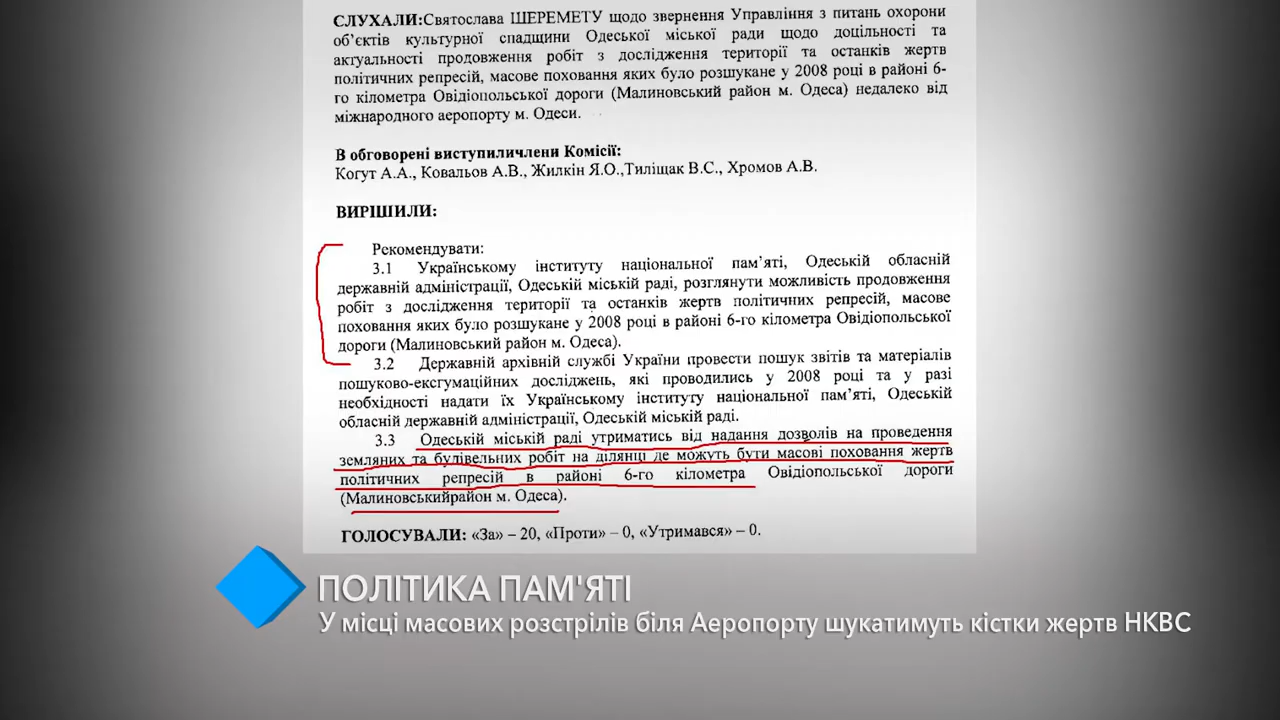 СЛУХАЛИ:Святослава ШЕРЕМЕТУ щодо звернення Управління з питань охорони
об'єктів культурної спадщини Одеської міської ради щодо доцільності та
актуальності продовження робіт з дослідження території та останків жертв
політичних репресій, масове поховання яких було розшукане у 2008 році в районі 6-
го кілометра Овідіопольської дороги (Малиновський район м. Одеса) недалеко від
міжнародного аеропорту м. Одеси.
В обговорені виступиличлени Комісії:
Когут А.А., Ковальов А.В., Жилкін Я.О.,Тиліщак В.С., Хромов А.В.
ВИРІШИЛИ:
Рекомендувати:
3.1 Українському інституту національної пам'яті, Одеській обласній
державній адміністрації, Одеській міській раді, розглянути можливість продовження
робіт з дослідження території та останків жертв політичних репресій, масове
поховання яких було розшукане у 2008 році в районі 6-го кілометра Овідіопольської
дороги (Малиновський район м. Одеса).
3.2 Державній архівній службі України провести пошук звітів та матеріалів
пошуково-ексгумаційних досліджень, які проводились у 2008 році та у разі
необхідності надати їх Українському інституту національної пам'яті, Одеській
обласній державній адміністрації, Одеській міській раді.
3.3 Одеській міській раді утриматись від надання дозволів на проведення
земляних та будівельних робіт на ділянці де можуть бути масові поховання жертв
політичних репресій в районі 6-го кілометра Овідіопольської дороги
(Малиновськийрайон м. Одеса).
ГОЛОСУВАЛИ: «За» – 20, «Проти» – 0, «Утримався» – 0.
ПОЛІТИКА ПАМ'ЯТІ
У місці масових розстрілів біля Аеропорту шукатимуть кістки жертв НКВС